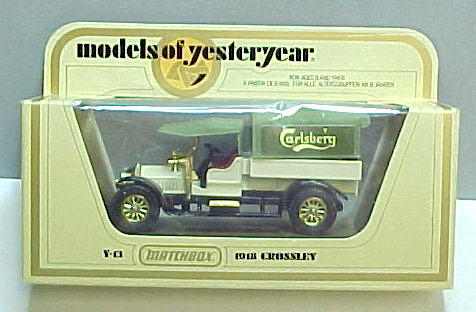 models of yesteryear
Carlsberg
Y-13 MATCHBOX 1918 CROSSLEY